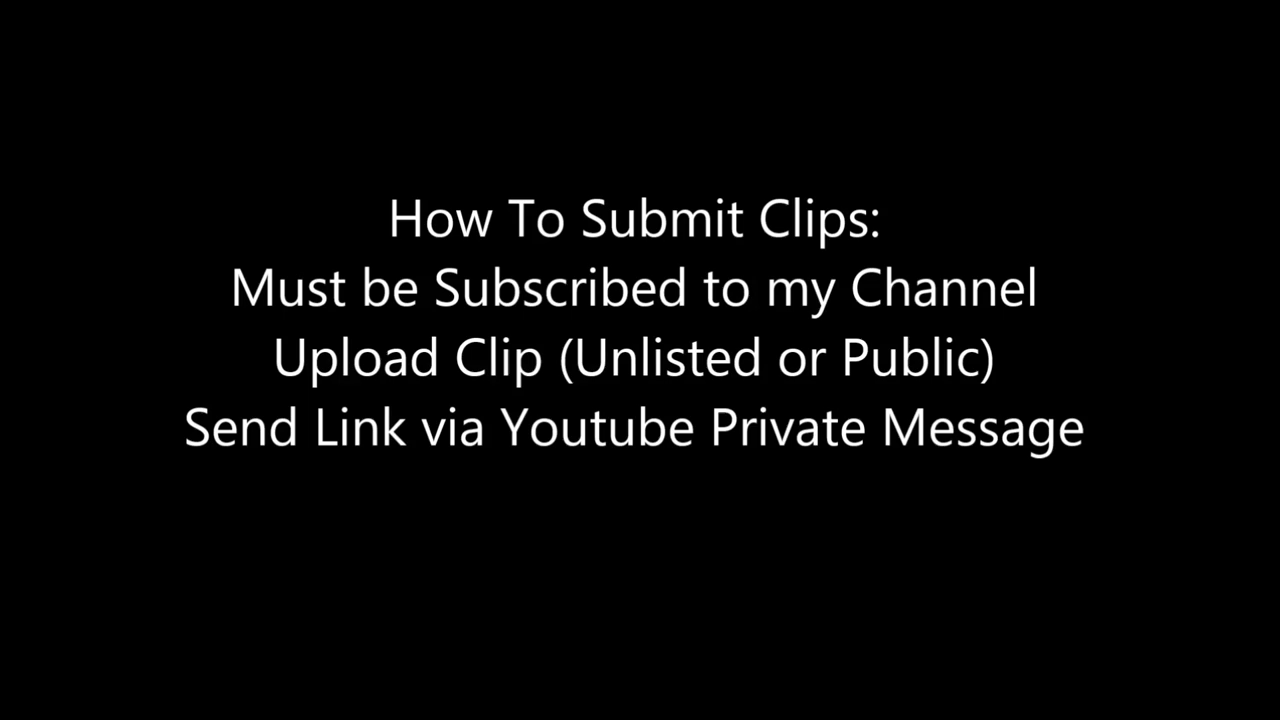 How To Submit Clips:
Must be Subscribed to my Channel
Upload Clip (Unlisted or Public)
Send Link via Youtube Private Message